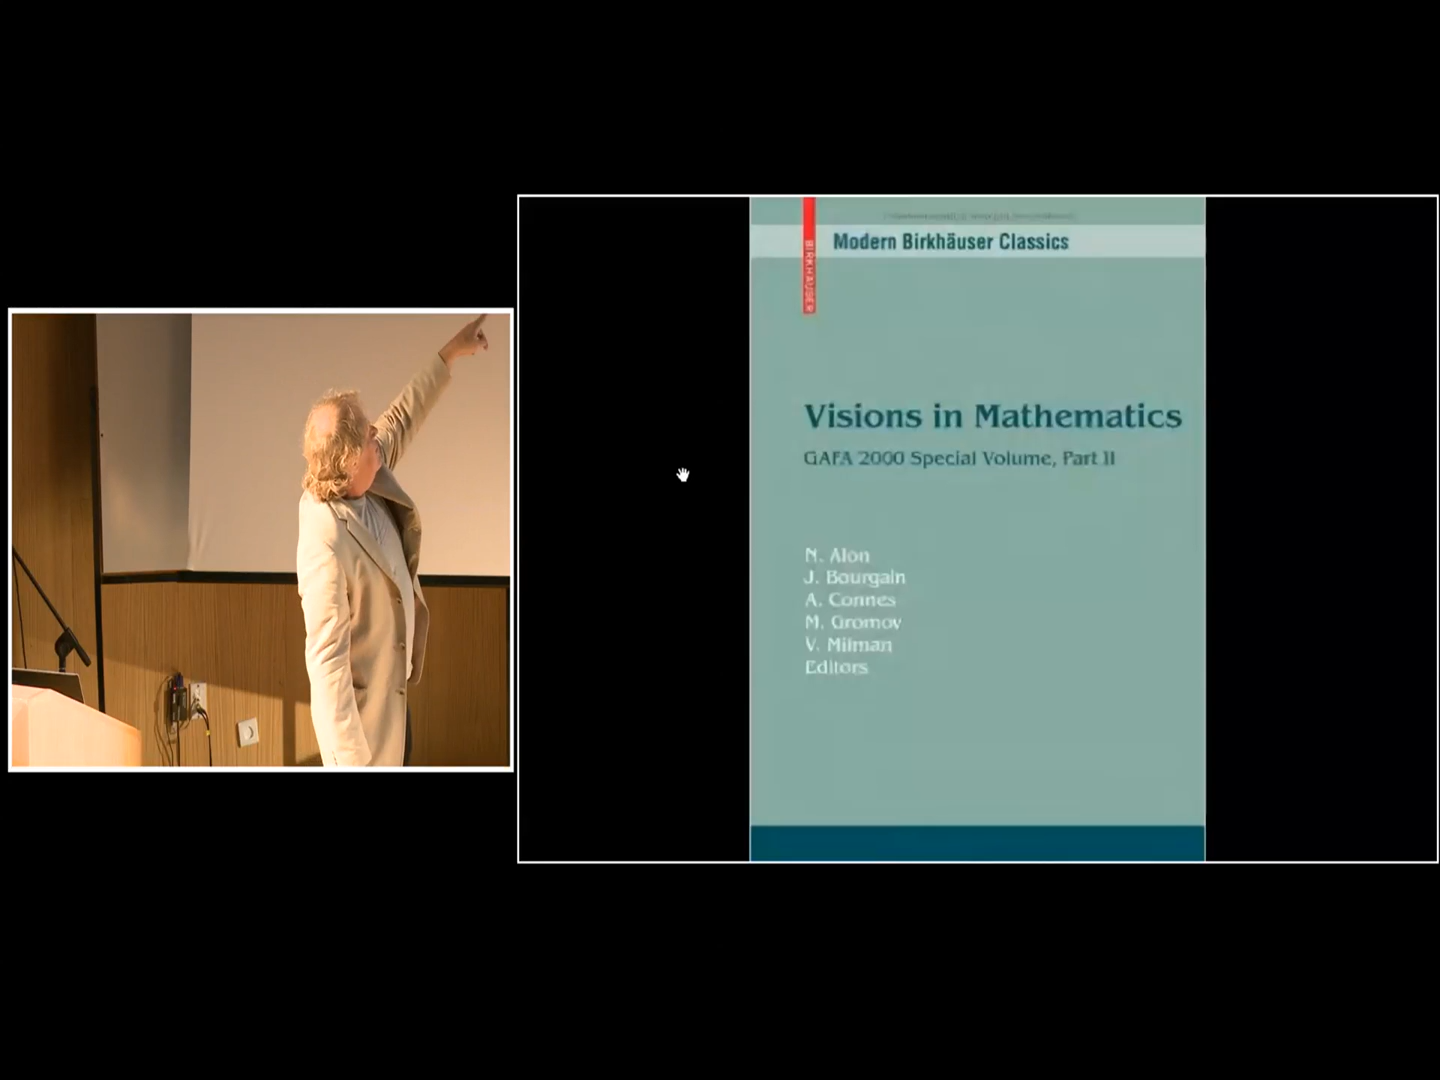 Modern Birkhäuser Classics
BIRKHÄUSER
Visions in Mathematics
GAFA 2000 Special Volume, Part II
N. Alon
J. Bourgain
A. Connes
M. Gromov
V. Milman
Editors